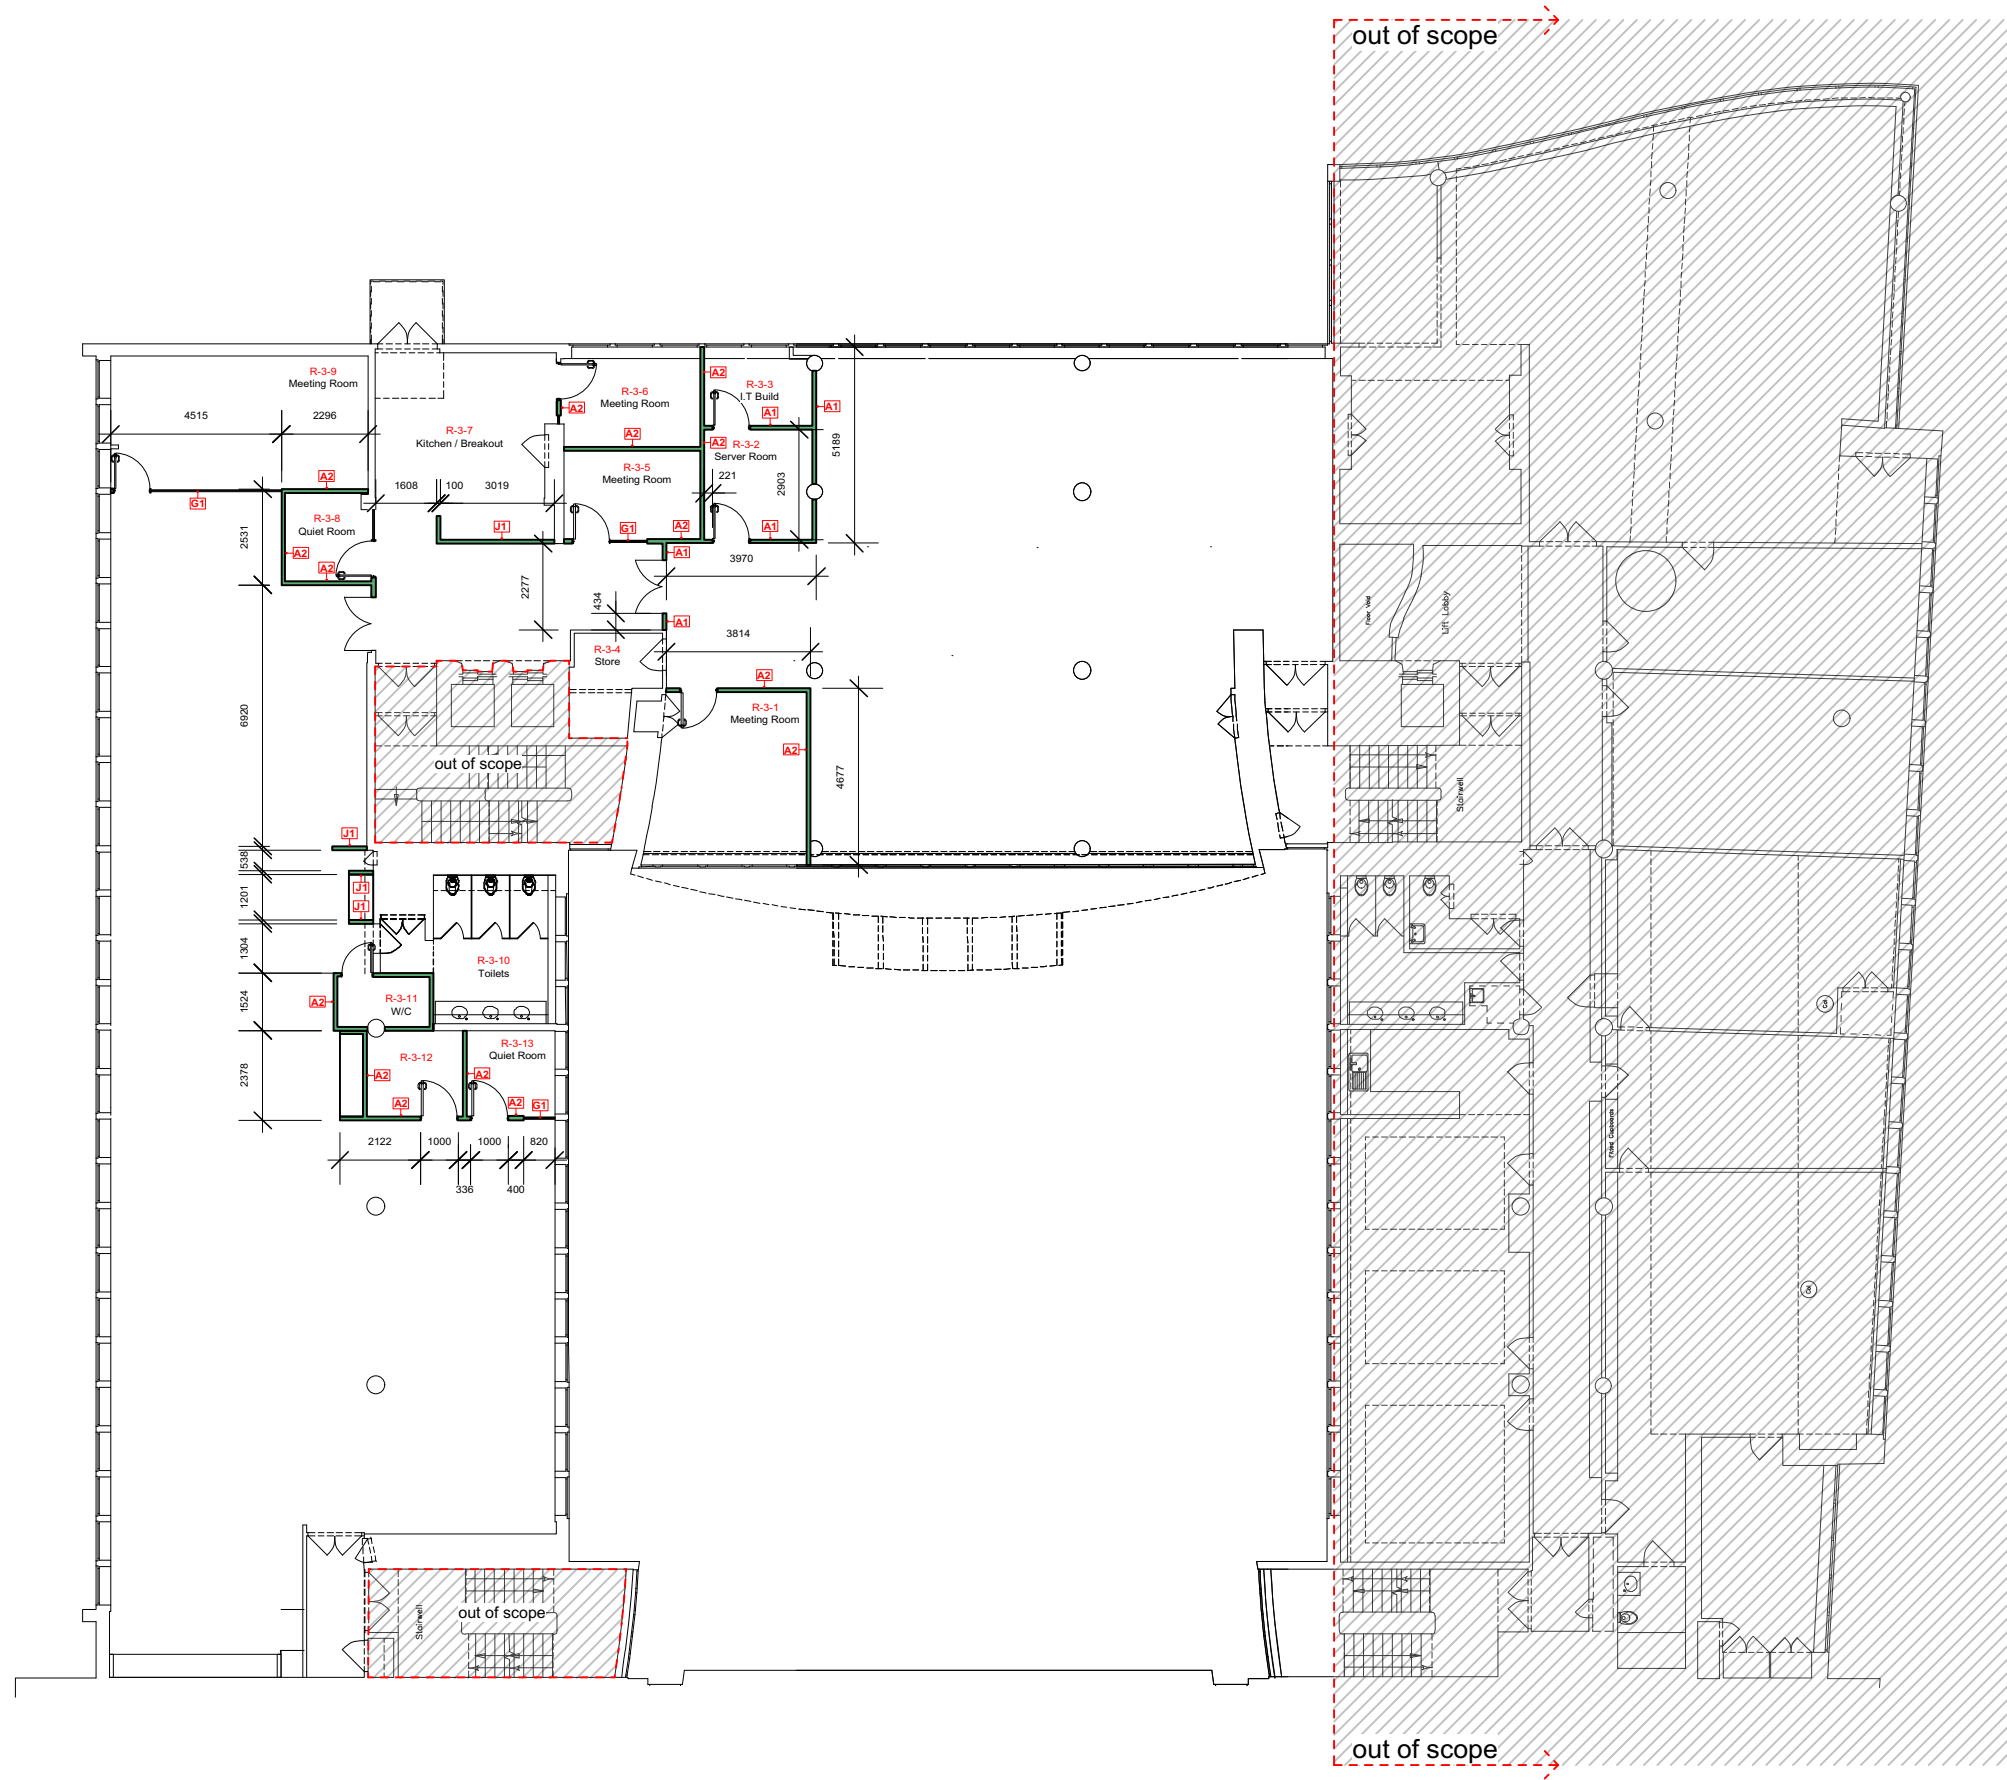 out of scope
R-3-9
Meeting Room
4515
2296
R-3-7
Kitchen / Breakout
R-3-6
Meeting Room
A2
A2
A2
R-3-3
I.T Build
A1
A1
A2
R-3-2
Server Room
5189
R-3-5
Meeting Room
221
2903
A2
G1
1608
100
3019
R-3-8
Quiet Room
J1
G1
A2
A1
2531
A2
A2
A1
3970
2277
434
A1
3814
R-3-4
Store
Floor Void
Lift Lobby
A2
R-3-1
Meeting Room
A2
6920
out of scope
4677
Stairwell
J1
538
J1
1201
J1
1304
R-3-10
Toilets
A2
R-3-11
W/C
1524
Col
R-3-12
R-3-13
Quiet Room
A2
A2
2378
A2
A2
G1
Fitted Cupboards
2122
1000
1000
820
336
400
Col
Stairwell
out of scope
out of scope